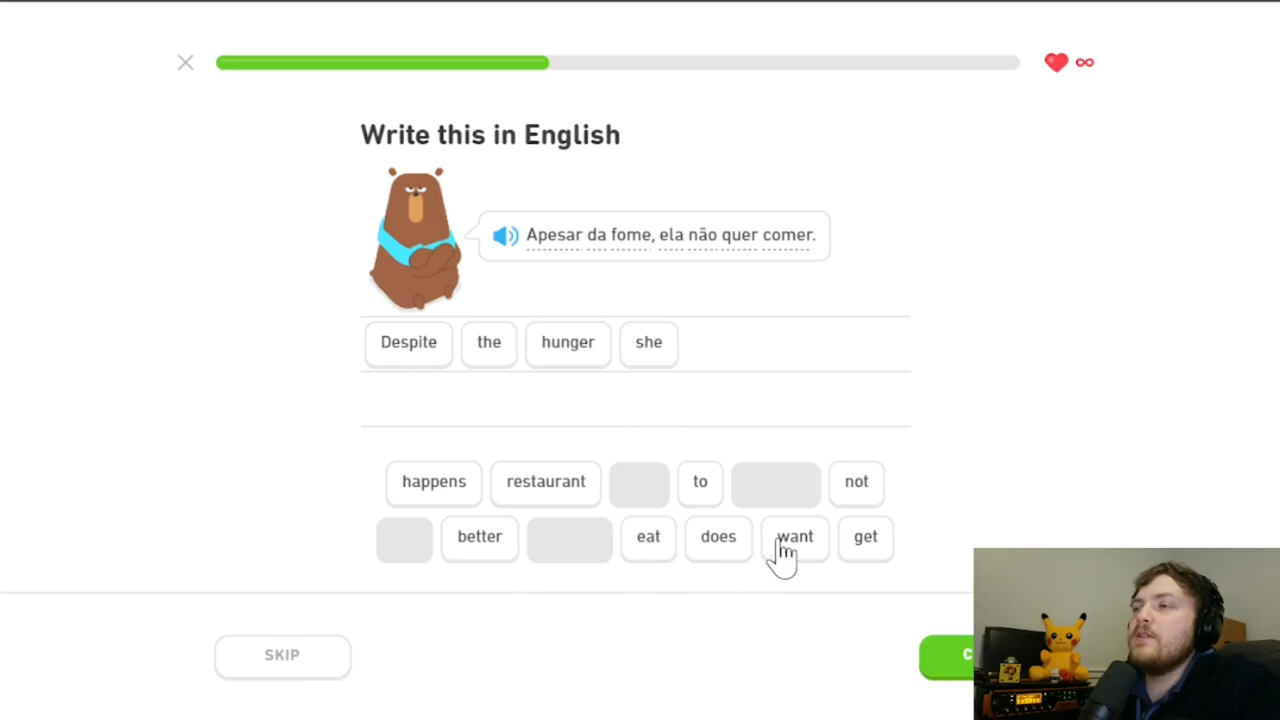 ∞
Write this in English
Apesar da fome, ela não quer comer.
Despite the hunger she
happens restaurant to not
better eat does want get
SKIP
C